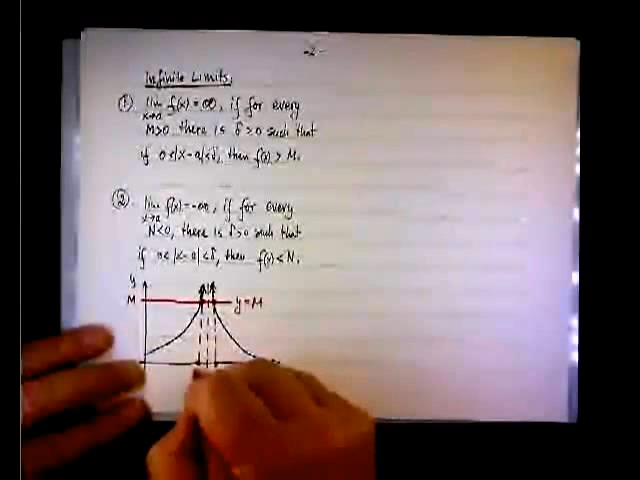 -2-
Infinite Limits:
① lim f(x) = ∞, if for every
x→a
M>0 there is δ>0 such that
if 0<|x-a|<δ, then f(x) > M.
② lim f(x) = -∞, if for every
x→a
N<0, there is δ>0 such that
if 0<|x-a|<δ, then f(x) < N.
y
M y=M